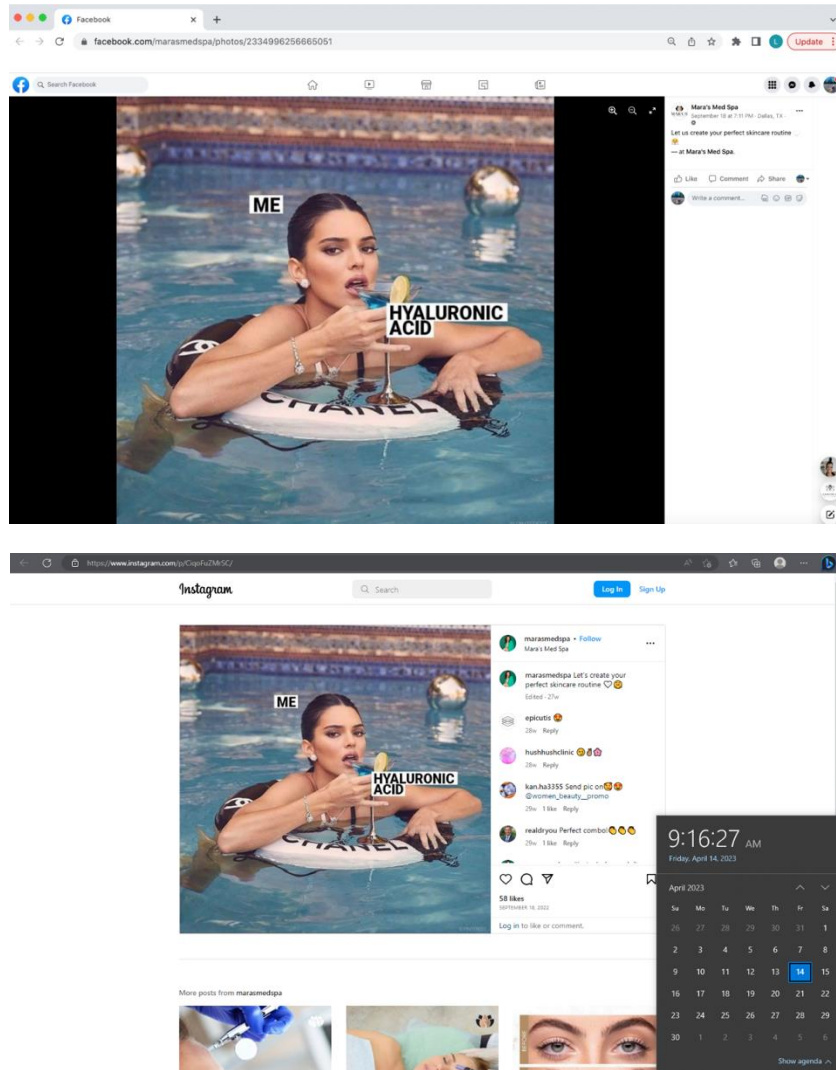 Facebook
facebook.com/marasmedspa/photos/2334996256665051
Update
Search Facebook
Mara's Med Spa
September 18 at 7:11 PM · Dallas, TX ·
Let us create your perfect skincare routine
— at Mara's Med Spa.
Like Comment Share
Write a comment...
ME
HYALURONIC
ACID
CHANEL
https://www.instagram.com/p/CiqoFuZMrSC/
Instagram
Search
Log In Sign Up
marasmedspa • Follow
Mara's Med Spa
marasmedspa Let's create your
perfect skincare routine
Edited · 27w
epicutis
28w Reply
hushhushclinic
28w Reply
kan.ha3355 Send pic on
@women_beauty__promo
29w 1 like Reply
realdryou Perfect combo!
29w 1 like Reply
58 likes
SEPTEMBER 18, 2022
Log in to like or comment.
ME
HYALURONIC
ACID
CHANEL
More posts from marasmedspa
9:16:27 AM
Friday, April 14, 2023
April 2023
Su Mo Tu We Th Fr Sa
26 27 28 29 30 31 1
2 3 4 5 6 7 8
9 10 11 12 13 14 15
16 17 18 19 20 21 22
23 24 25 26 27 28 29
30 1 2 3 4 5 6
Show agenda